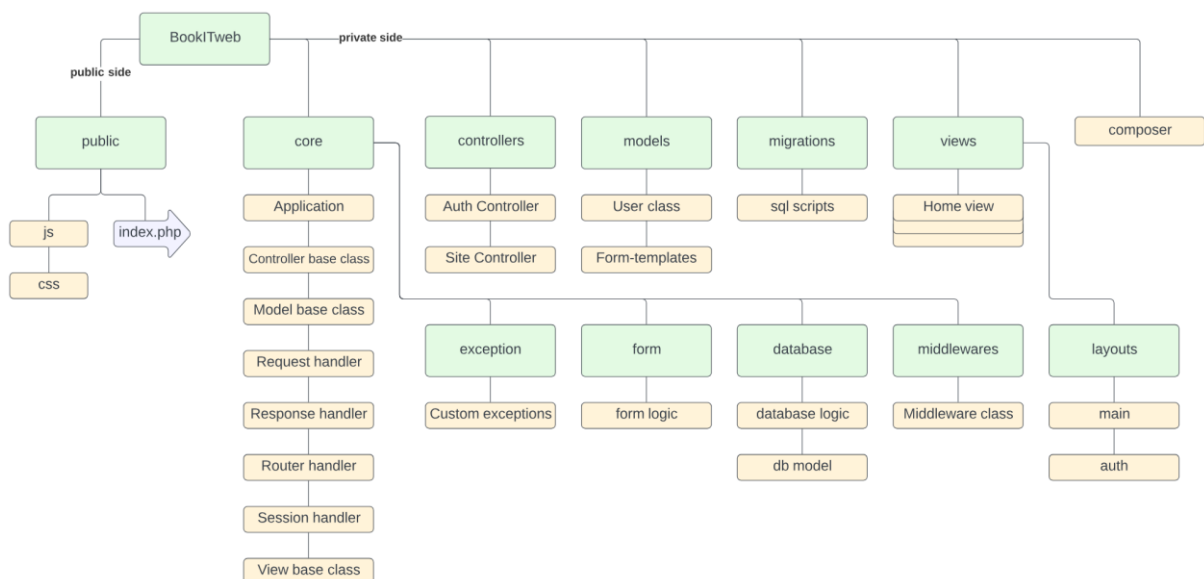 BookITweb
private side
public side
public
core
controllers
models
migrations
views
composer
js
index.php
css
Application
Controller base class
Model base class
Request handler
Response handler
Router handler
Session handler
View base class
Auth Controller
Site Controller
User class
Form-templates
sql scripts
Home view
exception
form
database
middlewares
layouts
Custom exceptions
form logic
database logic
db model
Middleware class
main
auth